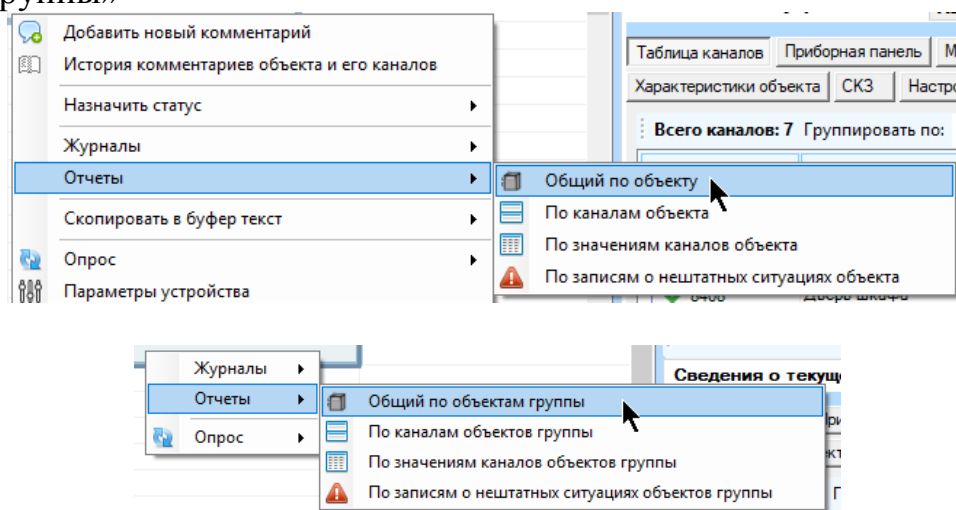 группы»
Добавить новый комментарий
История комментариев объекта и его каналов
Назначить статус
Журналы
Отчеты
Скопировать в буфер текст
Опрос
Параметры устройства
Таблица каналов Приборная панель
Характеристики объекта СКЗ
Всего каналов: 7 Группировать по:
Общий по объекту
По каналам объекта
По значениям каналов объекта
По записям о нештатных ситуациях объекта
Журналы
Отчеты
Опрос
Сведения о
Общий по объектам группы
По каналам объектов группы
По значениям каналов объектов группы
По записям о нештатных ситуациях объектов группы